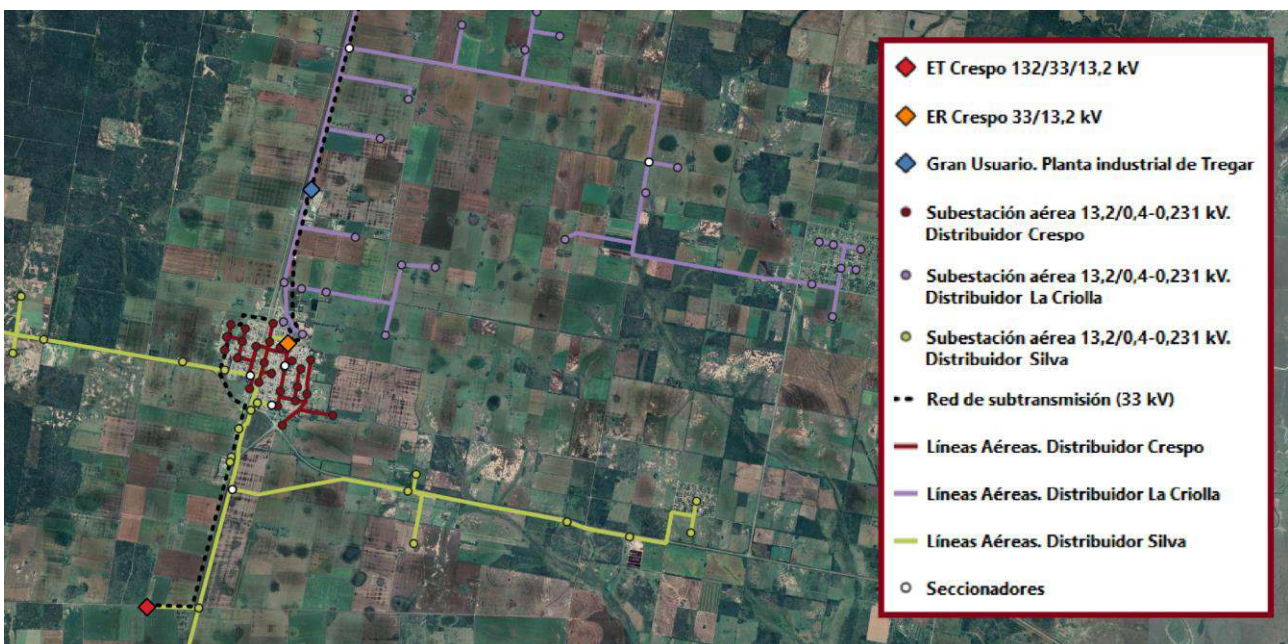 ET Crespo 132/33/13,2 kV
ER Crespo 33/13,2 kV
Gran Usuario. Planta industrial de Tregar
Subestación aérea 13,2/0,4-0,231 kV.
Distribuidor Crespo
Subestación aérea 13,2/0,4-0,231 kV.
Distribuidor La Criolla
Subestación aérea 13,2/0,4-0,231 kV.
Distribuidor Silva
Red de subtransmisión (33 kV)
Líneas Aéreas. Distribuidor Crespo
Líneas Aéreas. Distribuidor La Criolla
Líneas Aéreas. Distribuidor Silva
Seccionadores